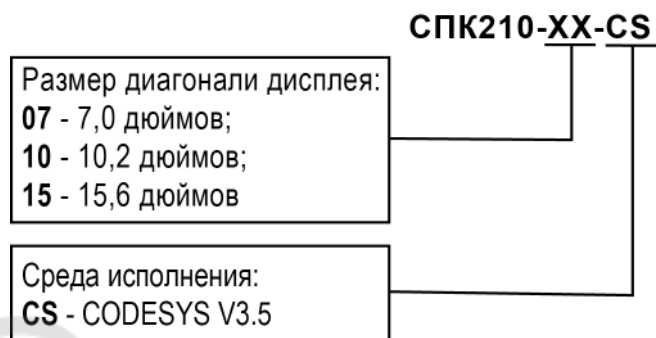 СПК210-XX-CS
Размер диагонали дисплея:
07 - 7,0 дюймов;
10 - 10,2 дюймов;
15 - 15,6 дюймов
Среда исполнения:
CS - CODESYS V3.5